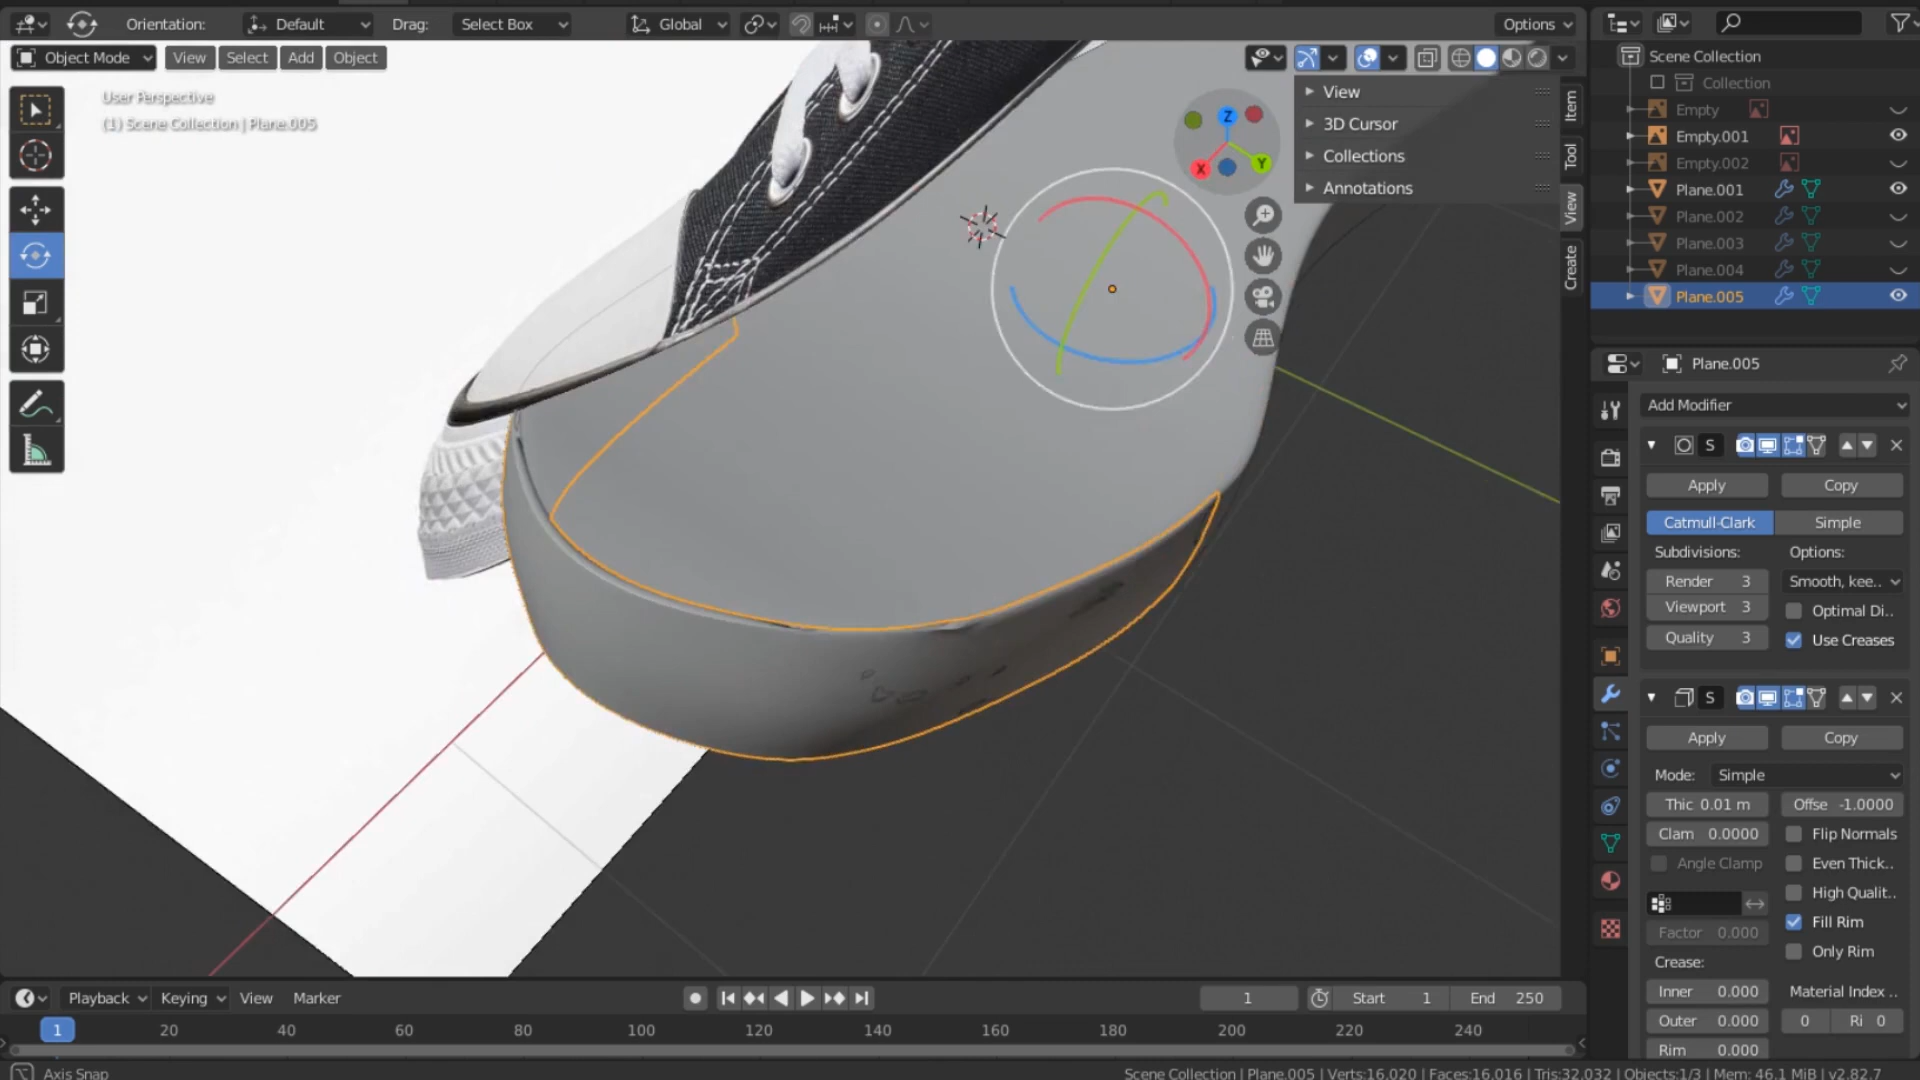 Orientation: Default Drag: Select Box Global Options
Object Mode View Select Add Object
User Perspective
(1) Scene Collection | Plane.005
View
3D Cursor
Collections
Annotations
Item
Tool
View
Create
Z
X
Y
Scene Collection
Collection
Empty
Empty.001
Empty.002
Plane.001
Plane.002
Plane.003
Plane.004
Plane.005
Plane.005
Add Modifier
S
Apply Copy
Catmull-Clark Simple
Subdivisions: Options:
Render 3 Smooth, kee..
Viewport 3 Optimal Di..
Quality 3 Use Creases
S
Apply Copy
Mode: Simple
Thic 0.01 m Offse -1.0000
Clam 0.0000 Flip Normals
Angle Clamp Even Thick..
High Qualit..
Fill Rim
Factor 0.000
Only Rim
Crease:
Inner 0.000 Material Index ..
Outer 0.000 0 Ri 0
Rim 0.000
Playback Keying View Marker 1 Start 1 End 250
1 20 40 60 80 100 120 140 160 180 200 220 240
Axis Snap
Scene Collection | Plane.005 | Verts:16,020 | Faces:16,016 | Tris:32,032 | Objects:1/3 | Mem: 46.1 MiB | v2.82.7